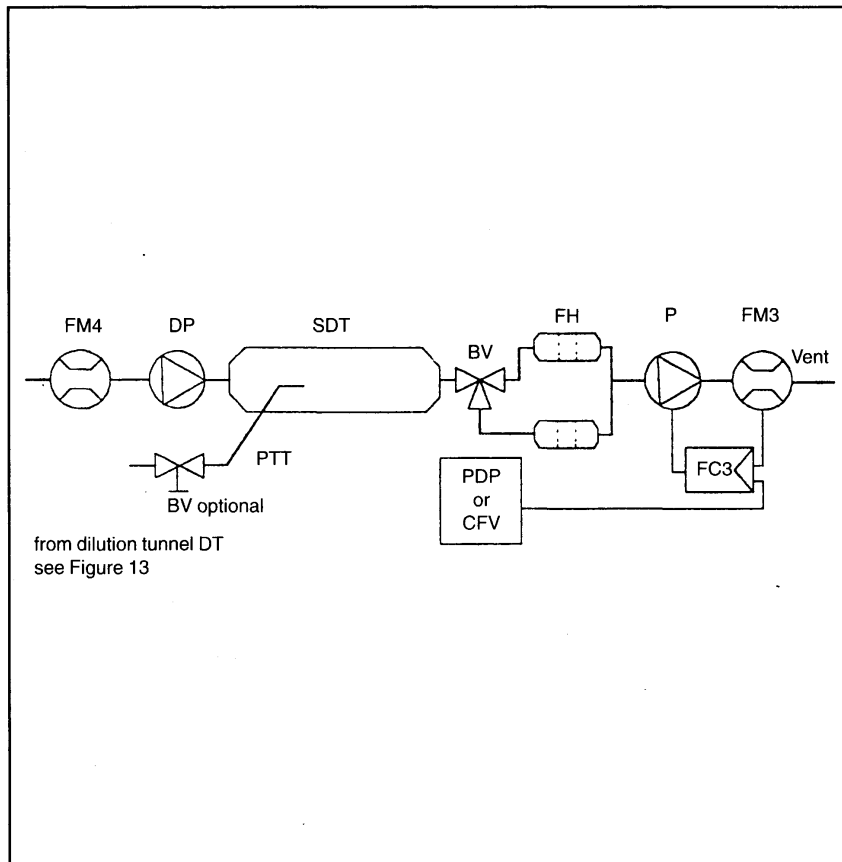 FM4
DP
SDT
BV
FH
P
FM3
Vent
PTT
BV optional
FC3
PDP
or
CFV
from dilution tunnel DT
see Figure 13